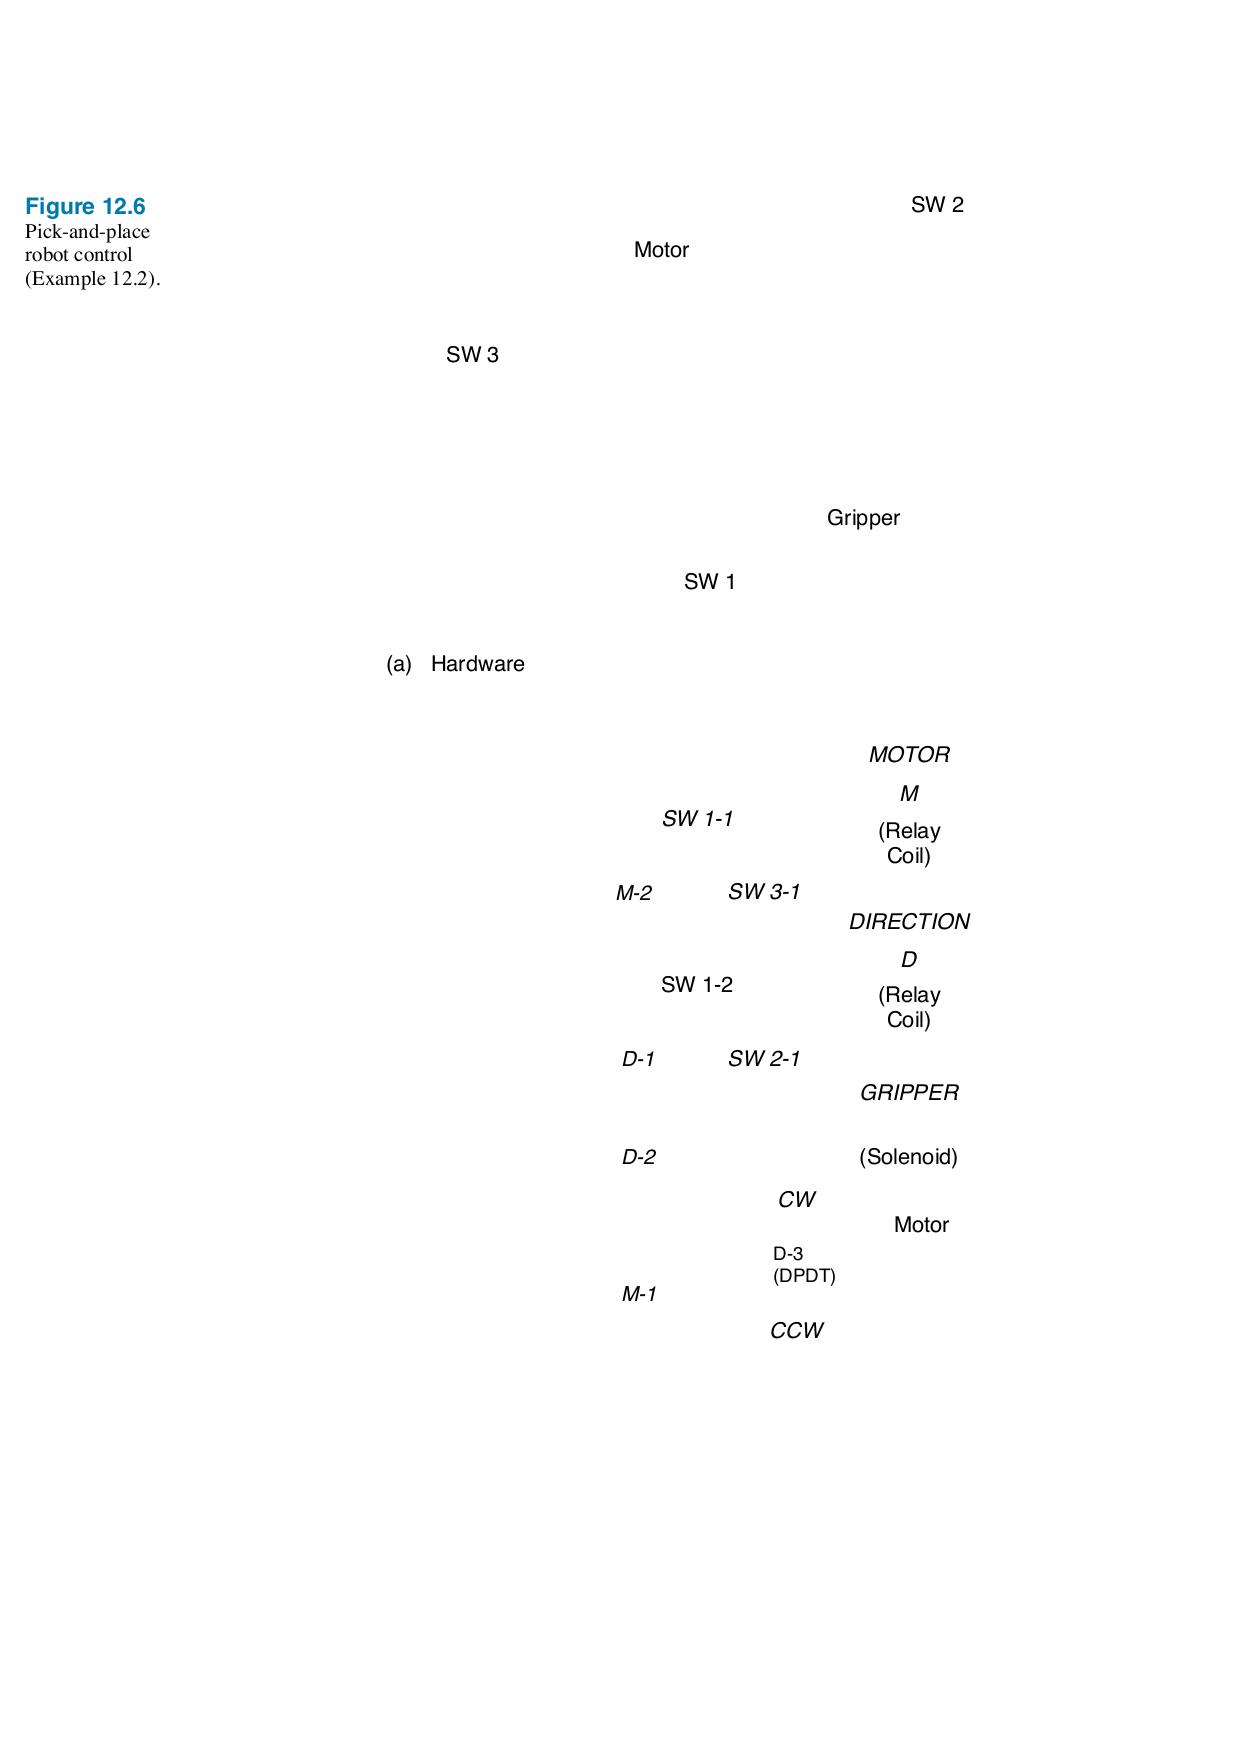 Figure 12.6
Pick-and-place
robot control
(Example 12.2).
SW 2
Motor
SW 3
Gripper
SW 1
(a) Hardware
MOTOR
M
SW 1-1
(Relay
Coil)
M-2
SW 3-1
DIRECTION
D
SW 1-2
(Relay
Coil)
D-1
SW 2-1
GRIPPER
D-2
(Solenoid)
CW
Motor
D-3
(DPDT)
M-1
CCW